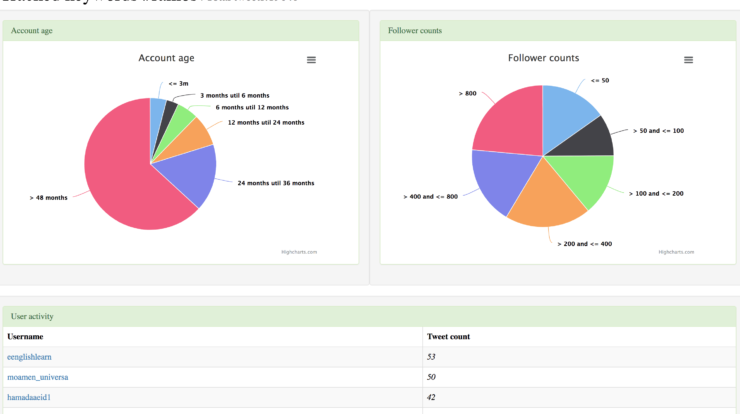 Account age
Follower counts
Account age
<= 3m
3 months util 6 months
6 months util 12 months
12 months util 24 months
24 months util 36 months
> 48 months
Highcharts.com
Follower counts
<= 50
> 50 and <= 100
> 100 and <= 200
> 200 and <= 400
> 400 and <= 800
> 800
Highcharts.com
User activity
Username Tweet count
eenglishlearn 53
moamen_universa 50
hamadaaeid1 42